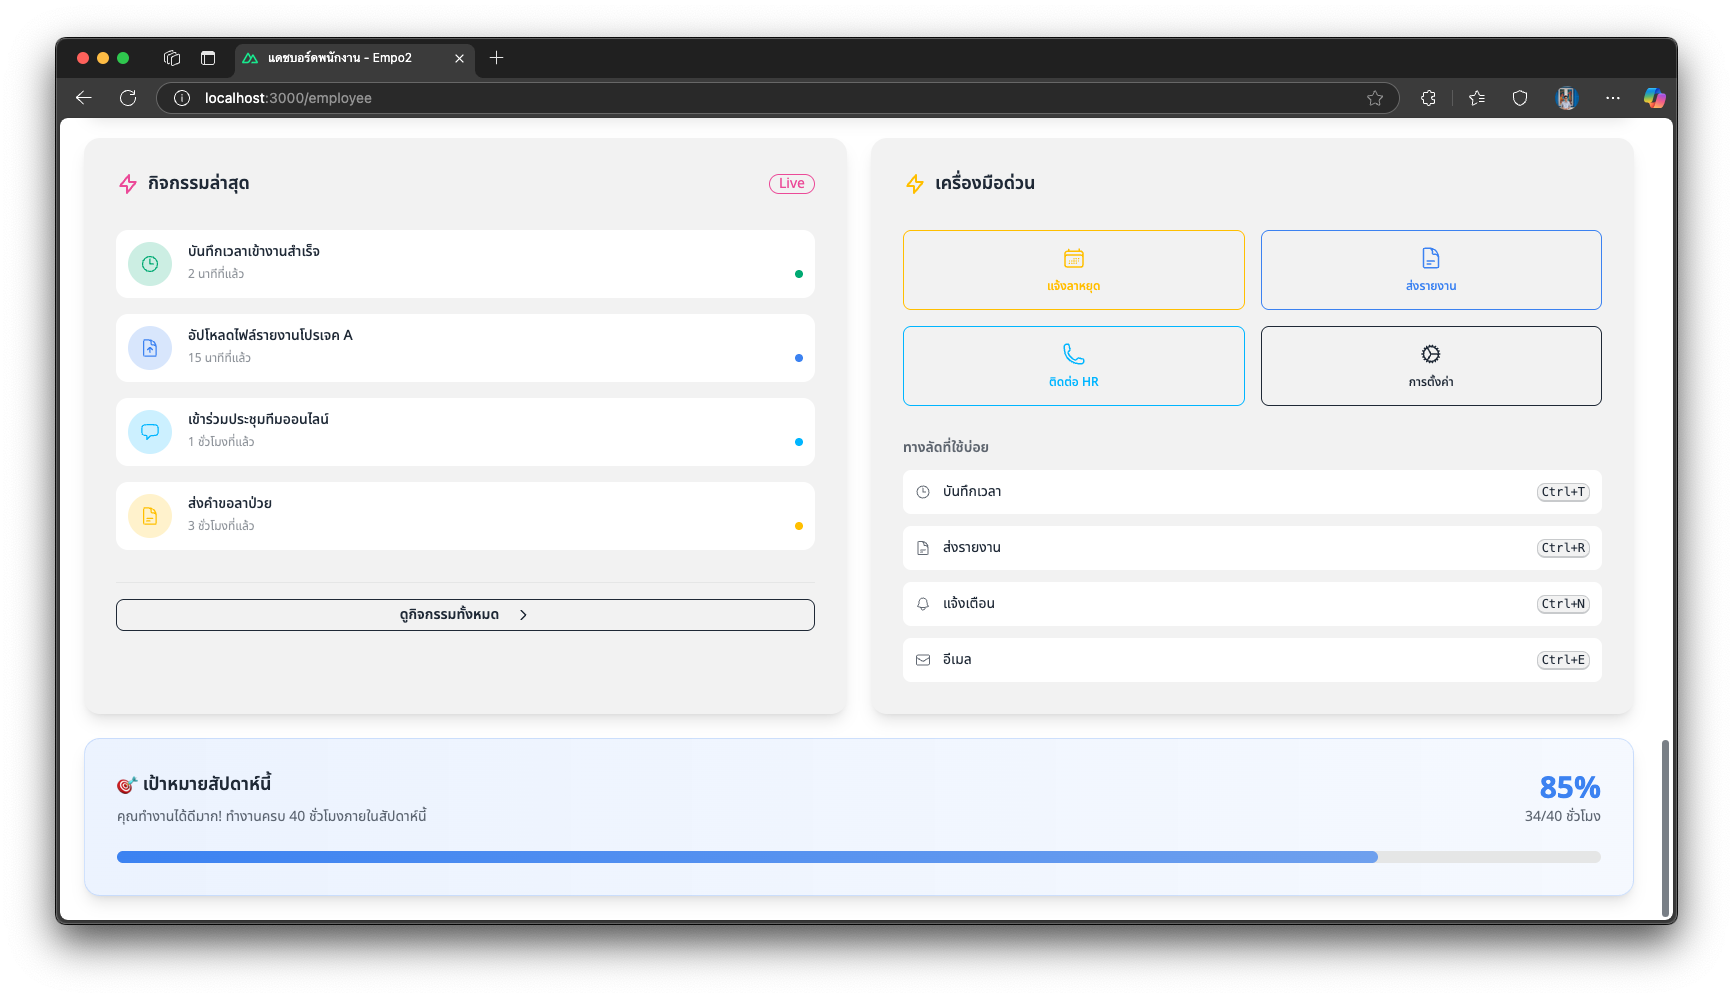 แดชบอร์ดพนักงาน - Empo2
localhost:3000/employee
กิจกรรมล่าสุด
Live
บันทึกเวลาเข้างานสำเร็จ
2 นาทีที่แล้ว
อัปโหลดไฟล์รายงานโปรเจค A
15 นาทีที่แล้ว
เข้าร่วมประชุมทีมออนไลน์
1 ชั่วโมงที่แล้ว
ส่งคำขอลาป่วย
3 ชั่วโมงที่แล้ว
ดูกิจกรรมทั้งหมด
เครื่องมือด่วน
แจ้งลาหยุด
ส่งรายงาน
ติดต่อ HR
การตั้งค่า
ทางลัดที่ใช้บ่อย
บันทึกเวลา Ctrl+T
ส่งรายงาน Ctrl+R
แจ้งเตือน Ctrl+N
อีเมล Ctrl+E
เป้าหมายสัปดาห์นี้
คุณทำงานได้ดีมาก! ทำงานครบ 40 ชั่วโมงภายในสัปดาห์นี้
85%
34/40 ชั่วโมง